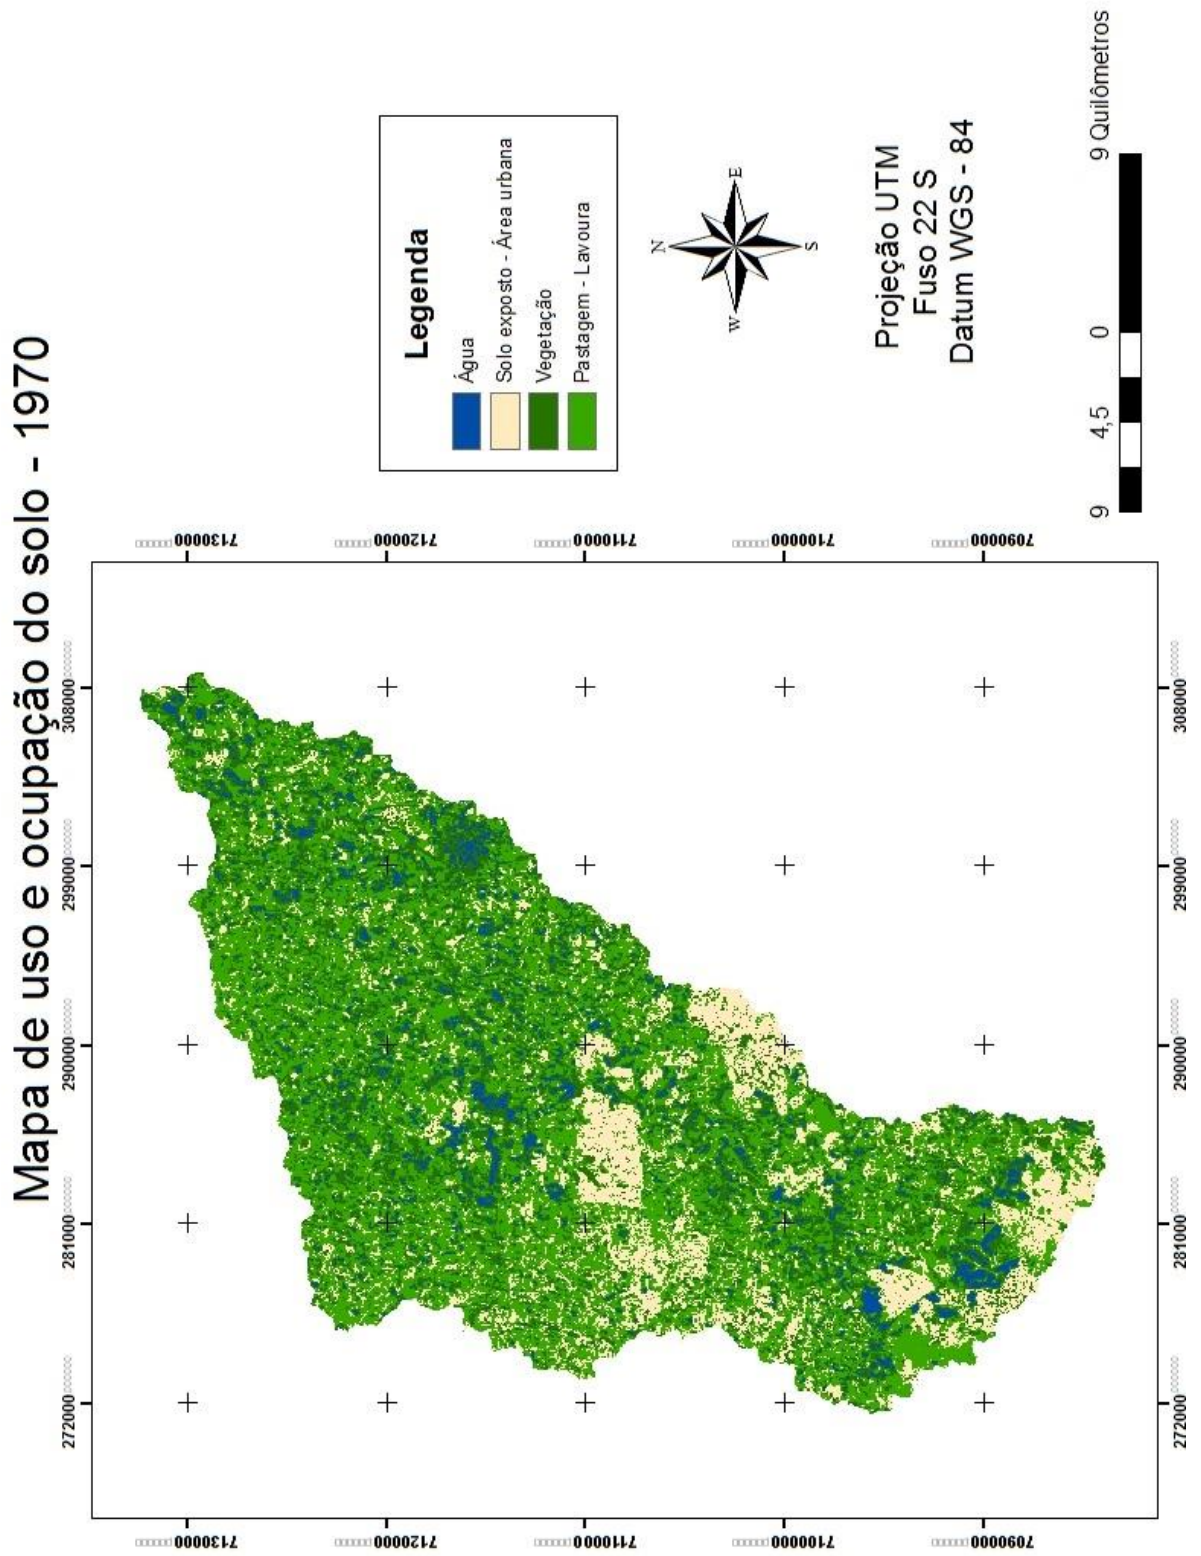 Mapa de uso e ocupação do solo - 1970
272000
281000
290000
299000
308000
7130000
7130000
7120000
7120000
7110000
7110000
7100000
7100000
7090000
7090000
272000
281000
290000
299000
308000
Legenda
Água
Solo exposto - Área urbana
Vegetação
Pastagem - Lavoura
N
W
E
S
Projeção UTM
Fuso 22 S
Datum WGS - 84
9 4,5 0 9 Quilômetros